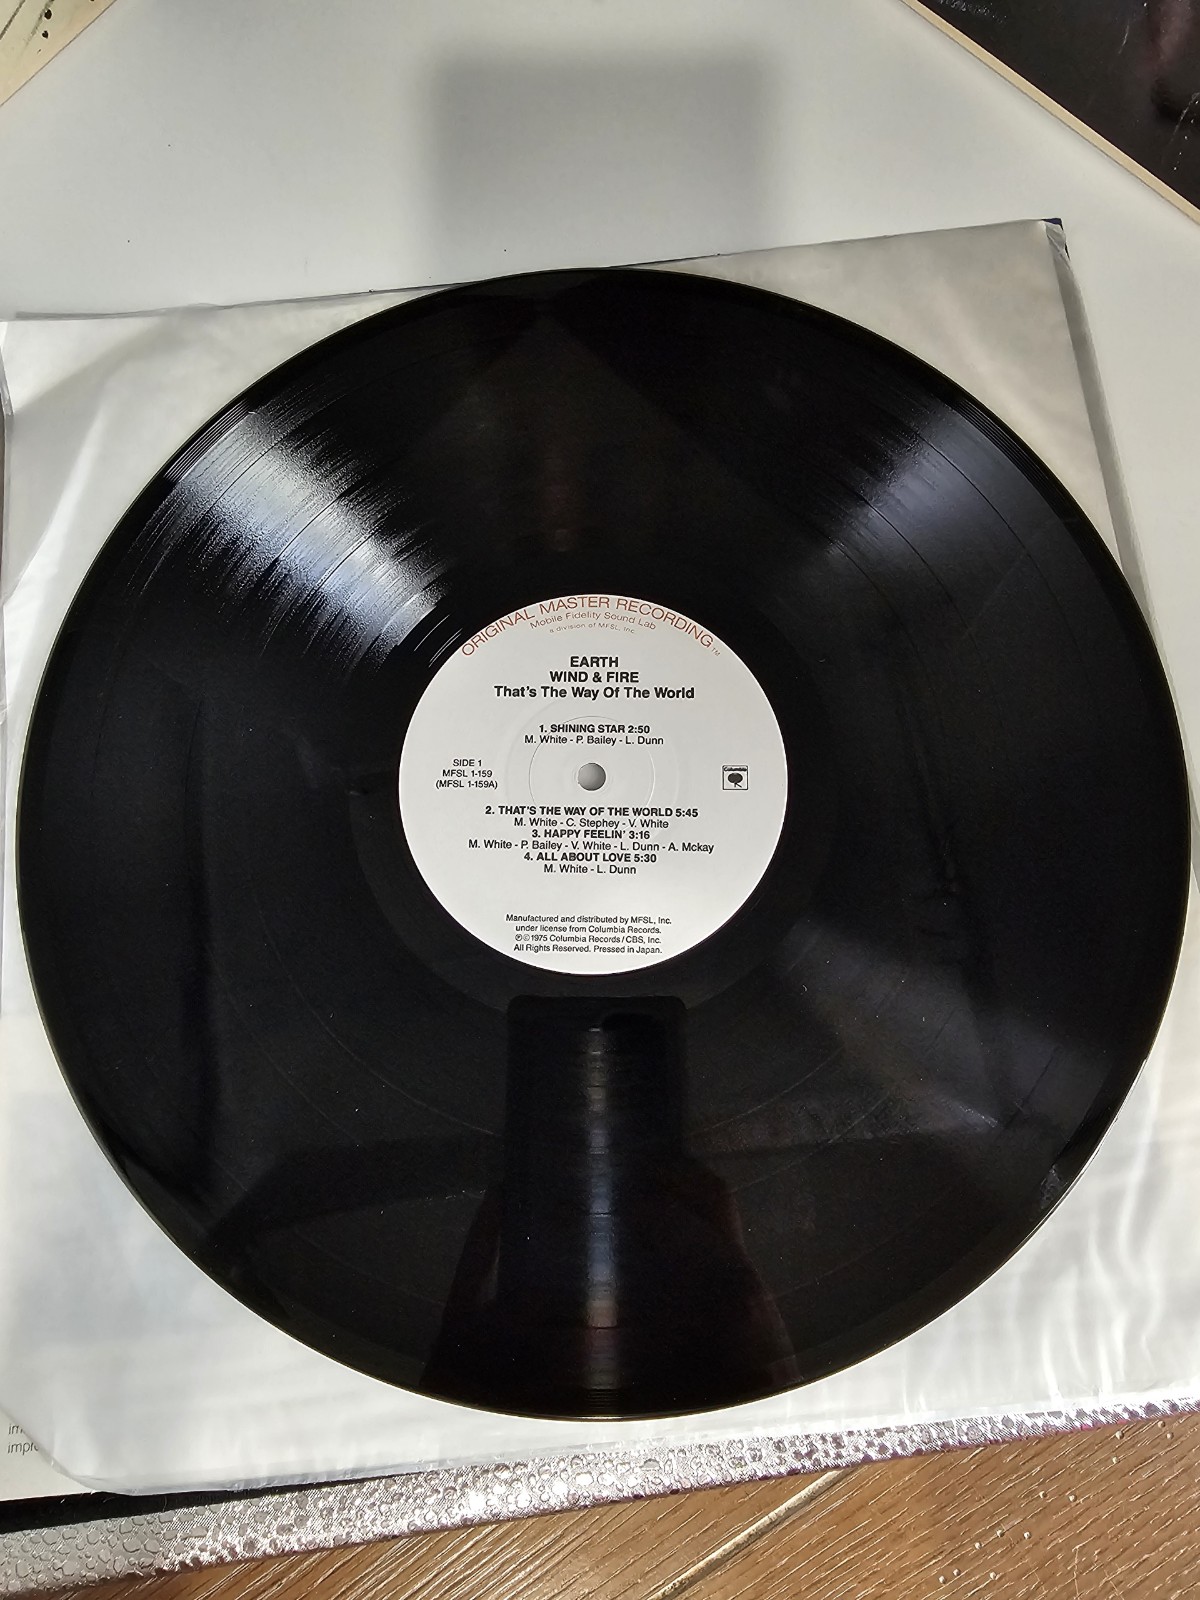 ORIGINAL MASTER RECORDING™
Mobile Fidelity Sound Lab
a division of MFSL, Inc.
EARTH
WIND & FIRE
That's The Way Of The World
1. SHINING STAR 2:50
M. White - P. Bailey - L. Dunn
SIDE 1
MFSL 1-159
(MFSL 1-159A)
Columbia
2. THAT'S THE WAY OF THE WORLD 5:45
M. White - C. Stephey - V. White
3. HAPPY FEELIN' 3:16
M. White - P. Bailey - V. White - L. Dunn - A. Mckay
4. ALL ABOUT LOVE 5:30
M. White - L. Dunn
Manufactured and distributed by MFSL, Inc.
under license from Columbia Records.
℗©1975 Columbia Records/CBS, Inc.
All Rights Reserved. Pressed in Japan.